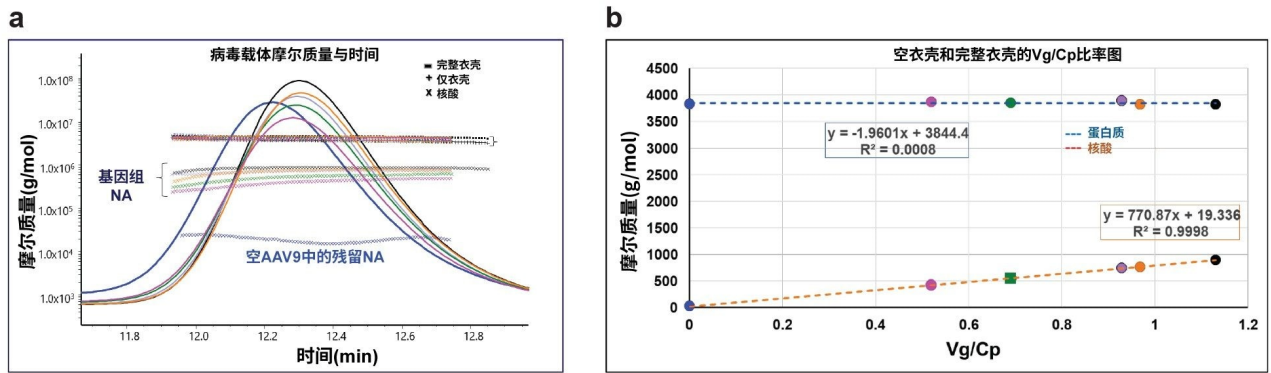 a
病毒载体摩尔质量与时间
完整衣壳
仅衣壳
核酸
1.0x10⁸
1.0x10⁷
1.0x10⁶
1.0x10⁵
1.0x10⁴
1.0x10³
摩尔质量(g/mol)
基因组
NA
空AAV9中的残留NA
11.8 12.0 12.2 12.4 12.6 12.8
时间(min)
b
空衣壳和完整衣壳的Vg/Cp比率图
4500
4000
3500
3000
2500
2000
1500
1000
500
0
摩尔质量(g/mol)
y = -1.9601x + 3844.4
R² = 0.0008
蛋白质
核酸
y = 770.87x + 19.336
R² = 0.9998
0 0.2 0.4 0.6 0.8 1 1.2
Vg/Cp